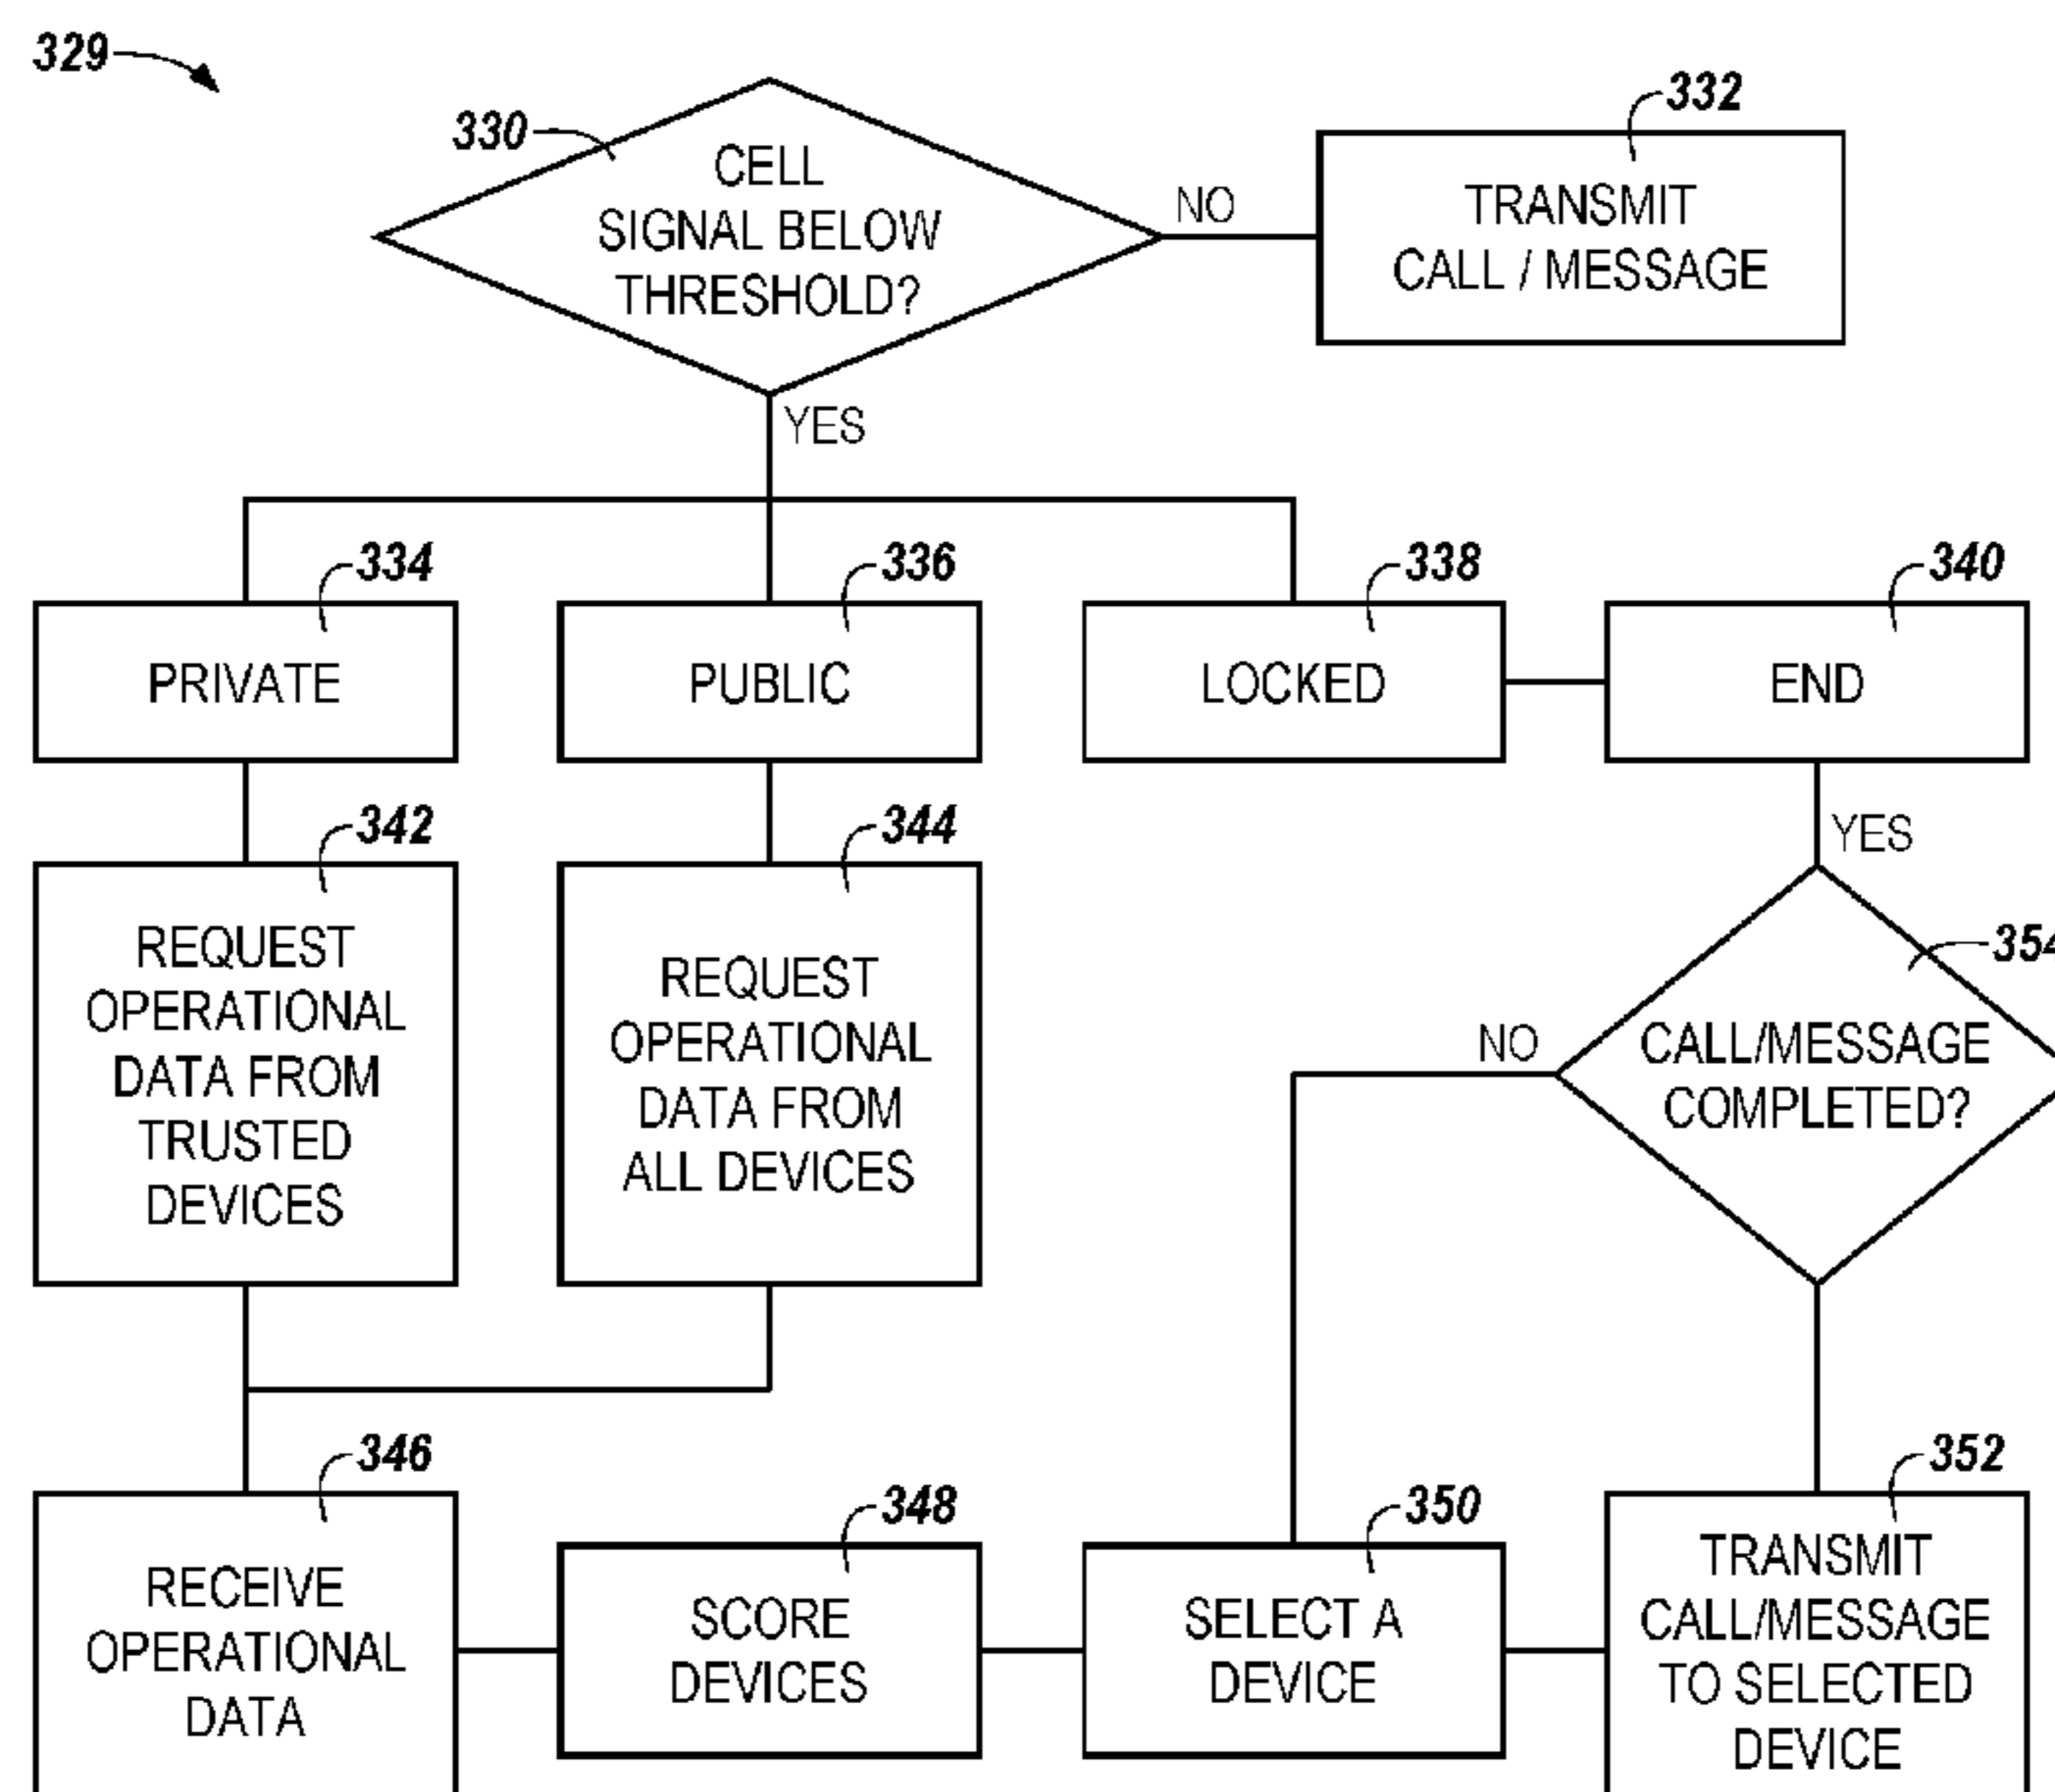 329
330
CELL
SIGNAL BELOW
THRESHOLD?
NO
332
TRANSMIT
CALL / MESSAGE
YES
334
PRIVATE
336
PUBLIC
338
LOCKED
340
END
342
REQUEST
OPERATIONAL
DATA FROM
TRUSTED
DEVICES
344
REQUEST
OPERATIONAL
DATA FROM
ALL DEVICES
YES
354
NO
CALL/MESSAGE
COMPLETED?
346
RECEIVE
OPERATIONAL
DATA
348
SCORE
DEVICES
350
SELECT A
DEVICE
352
TRANSMIT
CALL/MESSAGE
TO SELECTED
DEVICE